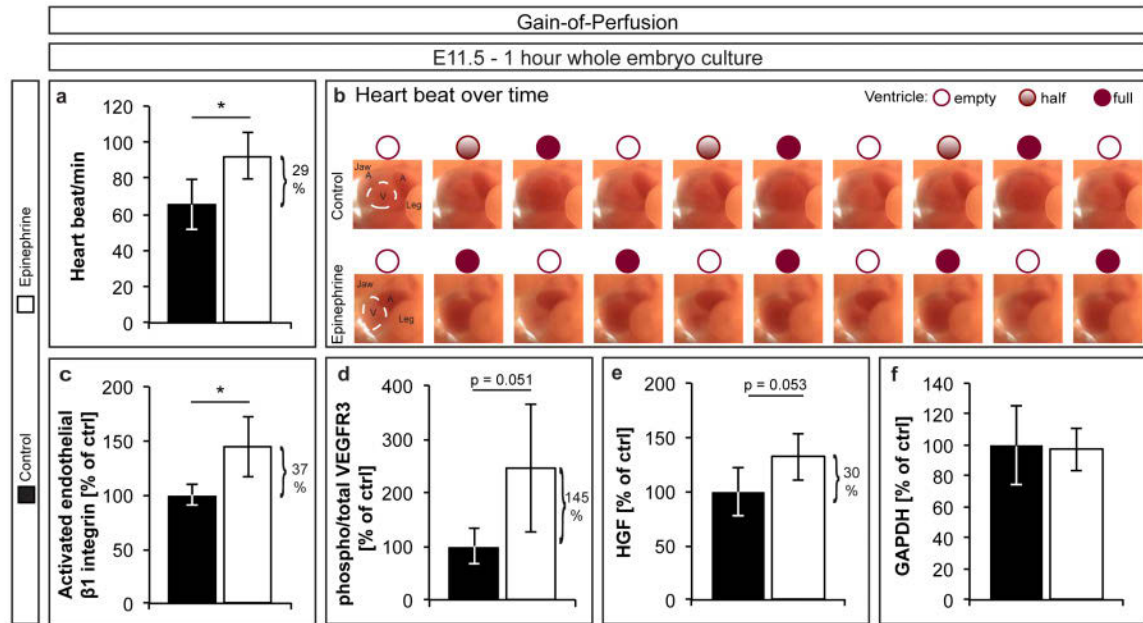 Gain-of-Perfusion
E11.5 - 1 hour whole embryo culture
Epinephrine
Control
a
120
100
80
60
40
20
0
Heart beat/min
*
29
%
b Heart beat over time
Ventricle: empty half full
Control
Jaw
A
A
V
Leg
Epinephrine
Jaw
A
V
Leg
c
200
150
100
50
0
Activated endothelial
β1 integrin [% of ctrl]
*
37
%
d
400
300
200
100
0
phospho/total VEGFR3
[% of ctrl]
p = 0.051
145
%
e
200
150
100
50
0
HGF [% of ctrl]
p = 0.053
30
%
f
140
120
100
80
60
40
20
0
GAPDH [% of ctrl]